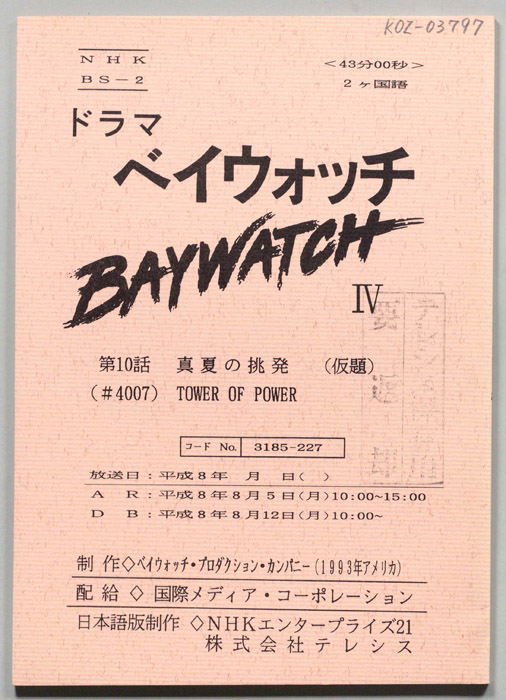 KOI-03797
NHK
BS-2
<43分00秒>
2ヶ国語
ドラマ
ベイウォッチ
BAYWATCH
IV
第10話 真夏の挑発 (仮題)
(#4007) TOWER OF POWER
コード No. 3185-227
放送日:平成8年 月 日( )
AR:平成8年8月5日(月)10:00~15:00
DB:平成8年8月12日(月)10:00~
制作◇ベイウォッチ・プロダクション・カンパニー(1993年アメリカ)
配給◇国際メディア・コーポレーション
日本語版制作◇NHKエンタープライズ21
株式会社テレシス
要返却